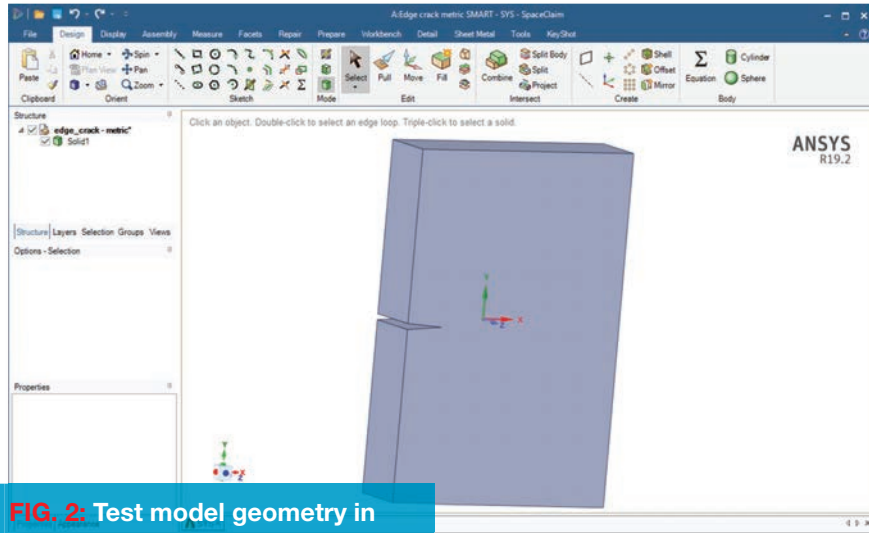 A:Edge crack metric SMART - SYS - SpaceClaim
File Design Display Assembly Measure Facets Repair Prepare Workbench Detail Sheet Metal Tools KeyShot
Paste
Home Spin
Plan View Pan
Zoom
Select Pull Move Fill
Combine
Split Body
Split
Project
Shell
Offset
Mirror
Equation
Cylinder
Sphere
Clipboard Orient Sketch Mode Edit Intersect Create Body
Structure
edge_crack - metric*
Solid1
Click an object. Double-click to select an edge loop. Triple-click to select a solid.
ANSYS
R19.2
Structure Layers Selection Groups Views
Options - Selection
Properties
Y
X
Z
Y
X
Z
FIG. 2: Test model geometry in